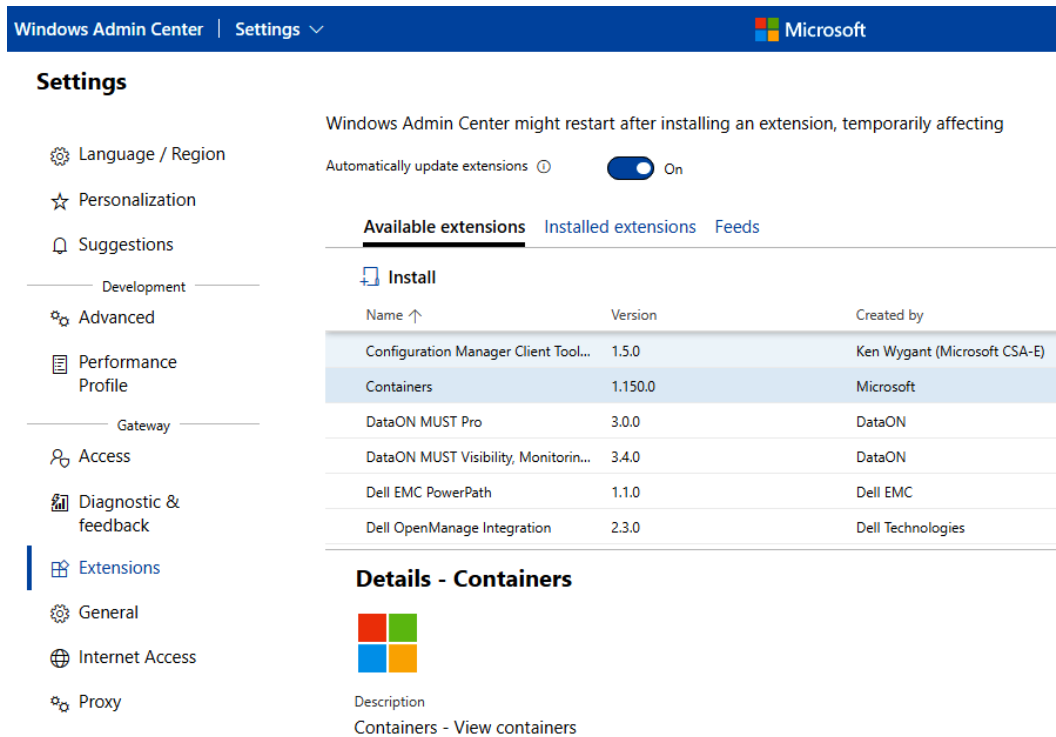 Windows Admin Center | Settings
Microsoft
Settings
Language / Region
Personalization
Suggestions
Development
Advanced
Performance
Profile
Gateway
Access
Diagnostic &
feedback
Extensions
General
Internet Access
Proxy
Windows Admin Center might restart after installing an extension, temporarily affecting
Automatically update extensions On
Available extensions Installed extensions Feeds
Install
Name Version Created by
Configuration Manager Client Tool... 1.5.0 Ken Wygant (Microsoft CSA-E)
Containers 1.150.0 Microsoft
DataON MUST Pro 3.0.0 DataON
DataON MUST Visibility, Monitorin... 3.4.0 DataON
Dell EMC PowerPath 1.1.0 Dell EMC
Dell OpenManage Integration 2.3.0 Dell Technologies
Details - Containers
Description
Containers - View containers